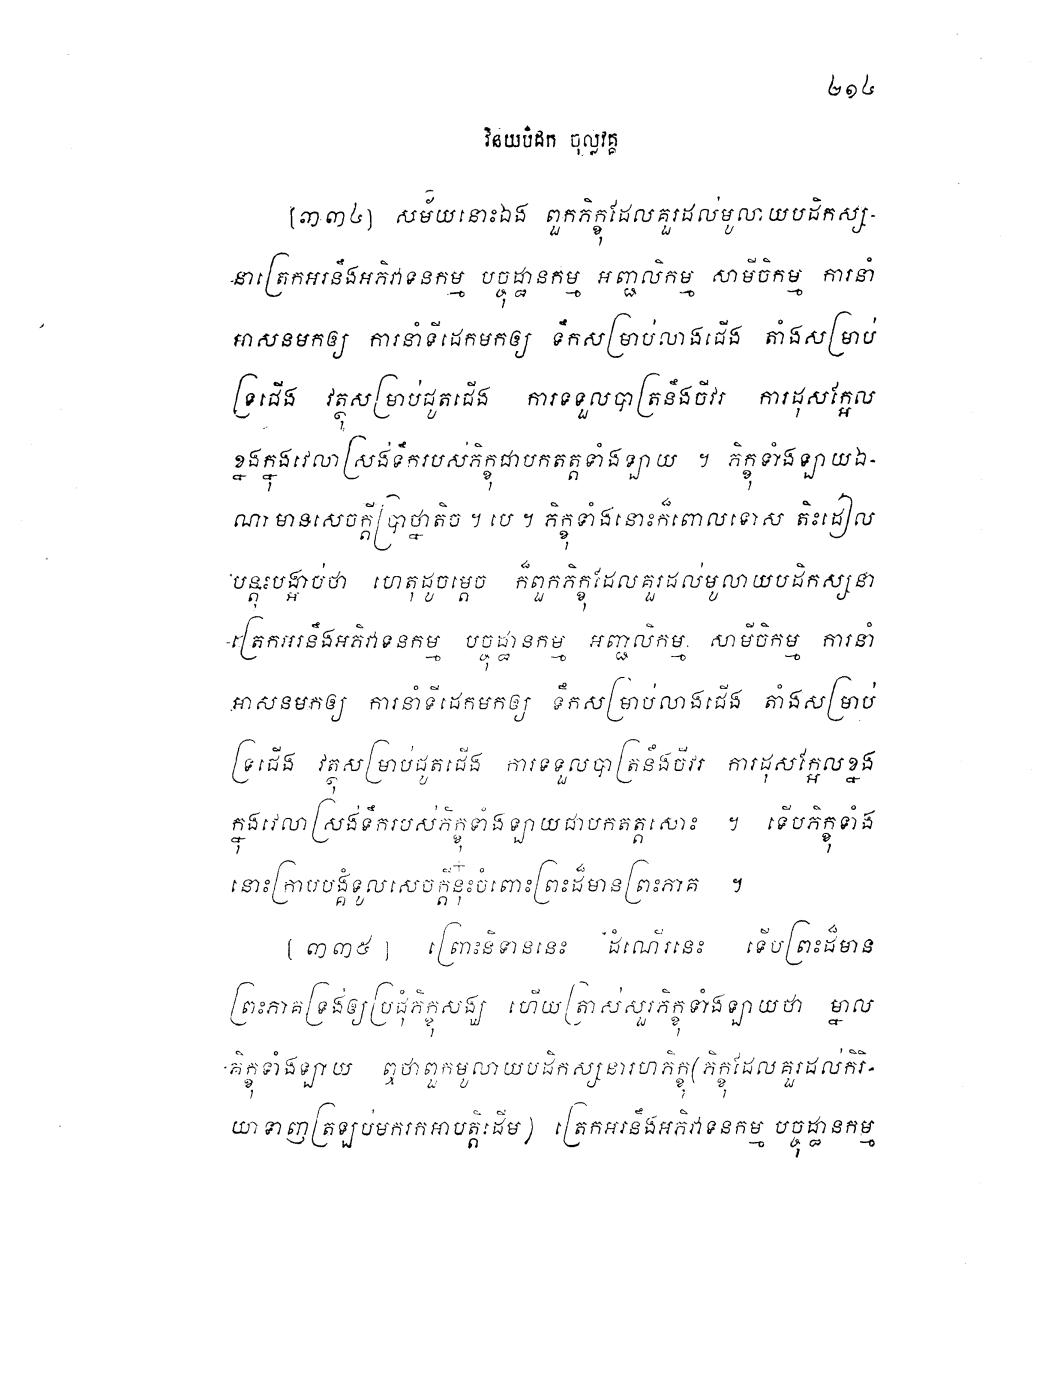 ២១៤
វិនយបិដក ចុល្លវគ្គ
[៣៣៤] សម័យនោះឯង ពួកភិក្ខុដែលគួរដល់មូលាយបដិកស្ស-
នាត្រេកអរនឹងអភិវាទនកម្ម បច្ចុដ្ឋានកម្ម អញ្ជលិកម្ម សាមីចិកម្ម ការនាំ
អាសនមកឲ្យ ការនាំទីដេកមកឲ្យ ទឹកសម្រាប់លាងជើង តាំងសម្រាប់
ទ្រជើង វត្ថុសម្រាប់ជូតជើង ការទទួលបាត្រនឹងចីវរ ការដុសក្អែល
ខ្នងក្នុងវេលាស្រង់ទឹករបស់ភិក្ខុជាបកតត្តទាំងឡាយ ។ ភិក្ខុទាំងឡាយឯ-
ណាមានសេចក្តីប្រាថ្នាតិច ។ បេ ។ ភិក្ខុទាំងនោះក៏ពោលទោស តិះដៀល
បន្តុះបង្អាប់ថា ហេតុដូចម្តេច ក៏ពួកភិក្ខុដែលគួរដល់មូលាយបដិកស្សនា
ត្រេកអរនឹងអភិវាទនកម្ម បច្ចុដ្ឋានកម្ម អញ្ជលិកម្ម សាមីចិកម្ម ការនាំ
អាសនមកឲ្យ ការនាំទីដេកមកឲ្យ ទឹកសម្រាប់លាងជើង តាំងសម្រាប់
ទ្រជើង វត្ថុសម្រាប់ជូតជើង ការទទួលបាត្រនឹងចីវរ ការដុសក្អែលខ្នង
ក្នុងវេលាស្រង់ទឹករបស់ភិក្ខុទាំងឡាយជាបកតត្តសោះ ។ ទើបភិក្ខុទាំង
នោះក្រាបបង្គំទូលសេចក្តីនុ៎ះចំពោះព្រះដ៏មានព្រះភាគ ។
[៣៣៥] ព្រោះនិទាននេះ ដំណើរនេះ ទើបព្រះដ៏មាន
ព្រះភាគទ្រង់ឲ្យប្រជុំភិក្ខុសង្ឃ ហើយត្រាស់សួរភិក្ខុទាំងឡាយថា ម្នាល
ភិក្ខុទាំងឡាយ ឮថាពួកមូលាយបដិកស្សនារហភិក្ខុ(ភិក្ខុដែលគួរដល់កិរិ-
យាទាញត្រឡប់មករកអាបត្តិដើម) ត្រេកអរនឹងអភិវាទនកម្ម បច្ចុដ្ឋានកម្ម